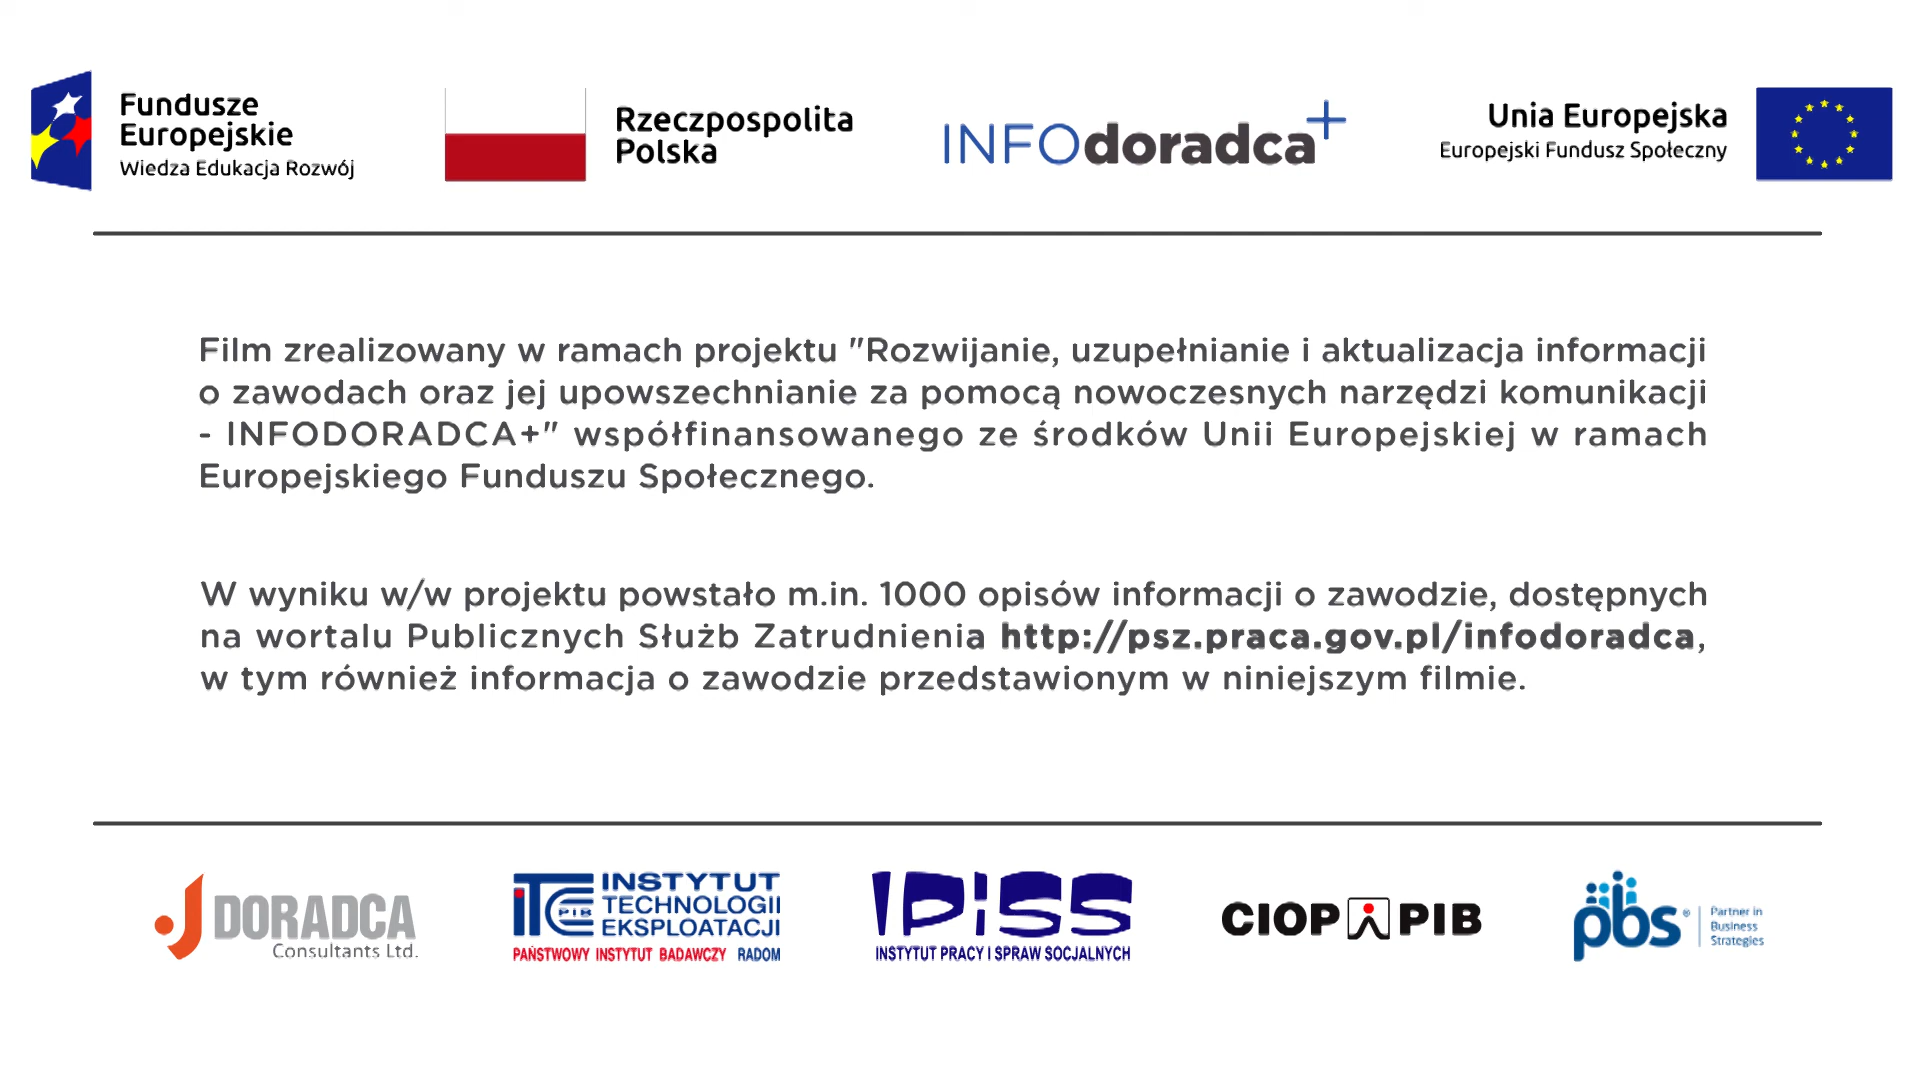 Fundusze
Europejskie
Wiedza Edukacja Rozwój
Rzeczpospolita
Polska
INFOdoradca+
Unia Europejska
Europejski Fundusz Społeczny
Film zrealizowany w ramach projektu "Rozwijanie, uzupełnianie i aktualizacja informacji
o zawodach oraz jej upowszechnianie za pomocą nowoczesnych narzędzi komunikacji
- INFODORADCA+" współfinansowanego ze środków Unii Europejskiej w ramach
Europejskiego Funduszu Społecznego.
W wyniku w/w projektu powstało m.in. 1000 opisów informacji o zawodzie, dostępnych
na wortalu Publicznych Służb Zatrudnienia http://psz.praca.gov.pl/infodoradca,
w tym również informacja o zawodzie przedstawionym w niniejszym filmie.
DORADCA
Consultants Ltd.
ITE
PIB
INSTYTUT
TECHNOLOGII
EKSPLOATACJI
PAŃSTWOWY INSTYTUT BADAWCZY RADOM
IPiSS
INSTYTUT PRACY I SPRAW SOCJALNYCH
CIOP PIB
pbs®
Partner in
Business
Strategies